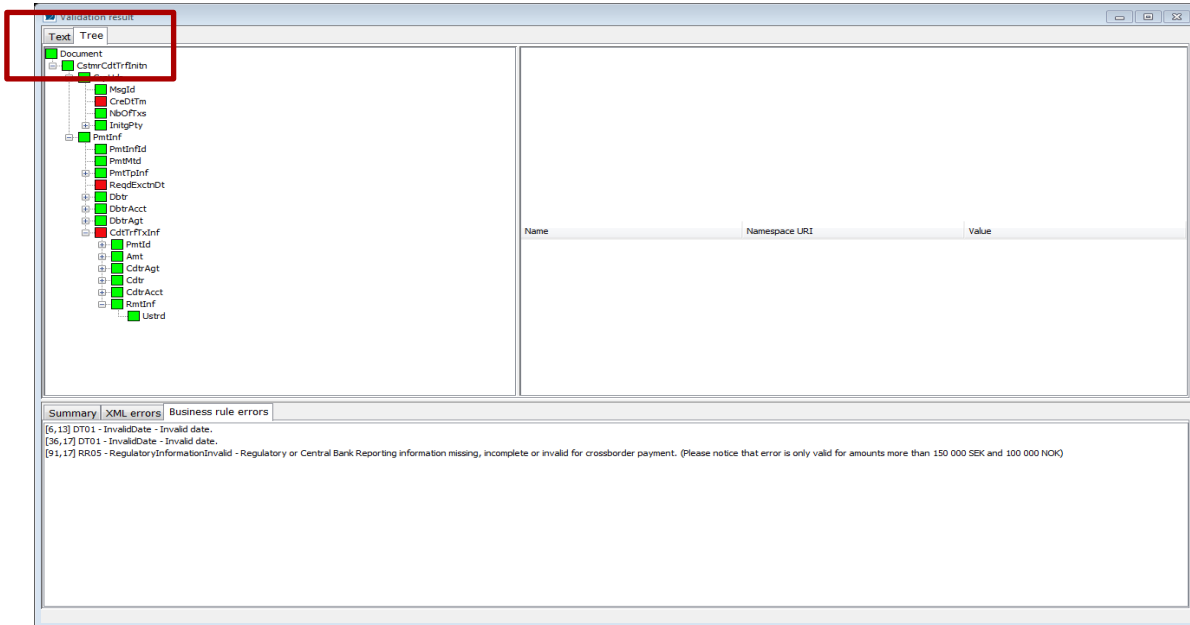 Validation result
Text Tree
Document
CstmrCdtTrfInitn
MsgId
CreDtTm
NbOfTxs
InitgPty
PmtInf
PmtInfId
PmtMtd
PmtTpInf
ReqdExctnDt
Dbtr
DbtrAcct
DbtrAgt
CdtTrfTxInf
PmtId
Amt
CdtrAgt
Cdtr
CdtrAcct
RmtInf
Ustrd
Name Namespace URI Value
Summary XML errors Business rule errors
[6,13] DT01 - InvalidDate - Invalid date.
[36,17] DT01 - InvalidDate - Invalid date.
[91,17] RR05 - RegulatoryInformationInvalid - Regulatory or Central Bank Reporting information missing, incomplete or invalid for crossborder payment. (Please notice that error is only valid for amounts more than 150 000 SEK and 100 000 NOK)